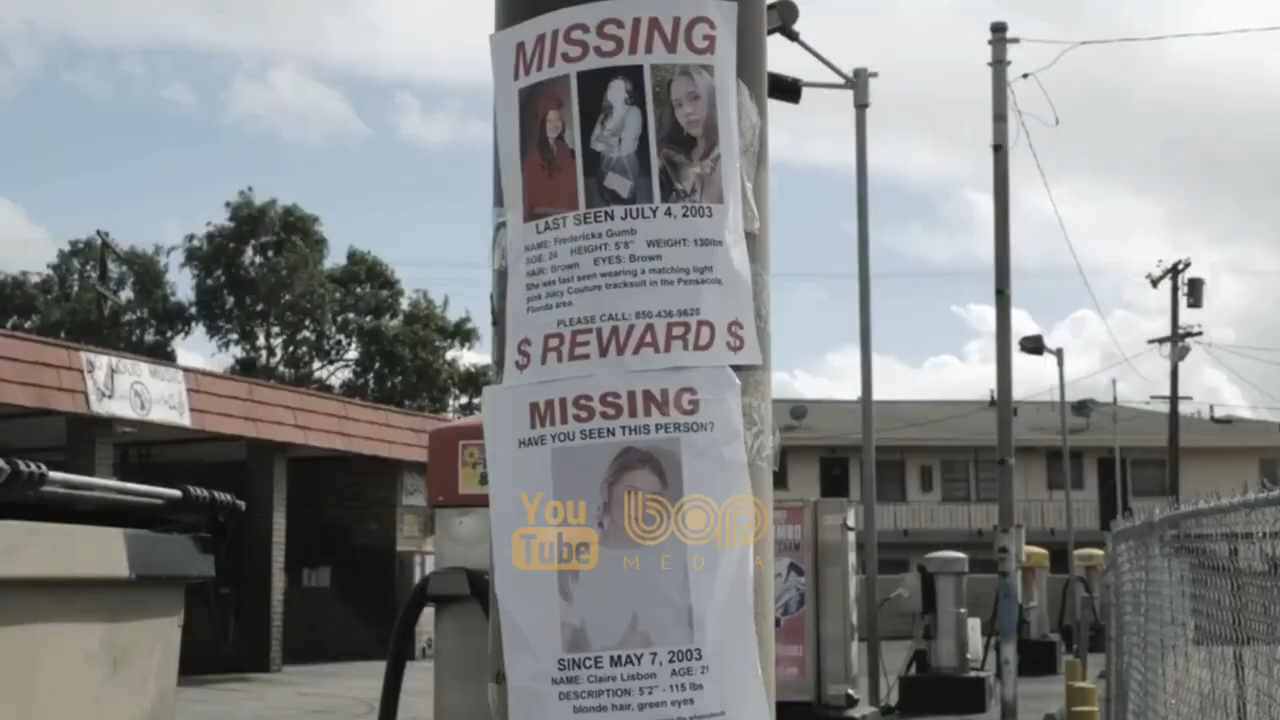 MISSING
LAST SEEN JULY 4, 2003
NAME: Fredericka Gumb
AGE: 24 HEIGHT: 5'8" WEIGHT: 130lbs
HAIR: Brown EYES: Brown
She was last seen wearing a matching light
pink Juicy Couture tracksuit in the Pensacola,
Florida area.
PLEASE CALL: 850-436-9620
$ REWARD $
MISSING
HAVE YOU SEEN THIS PERSON?
You
Tube
bop
MEDIA
SINCE MAY 7, 2003
NAME: Claire Lisbon AGE: 21
DESCRIPTION: 5'2" - 115 lbs
blonde hair, green eyes